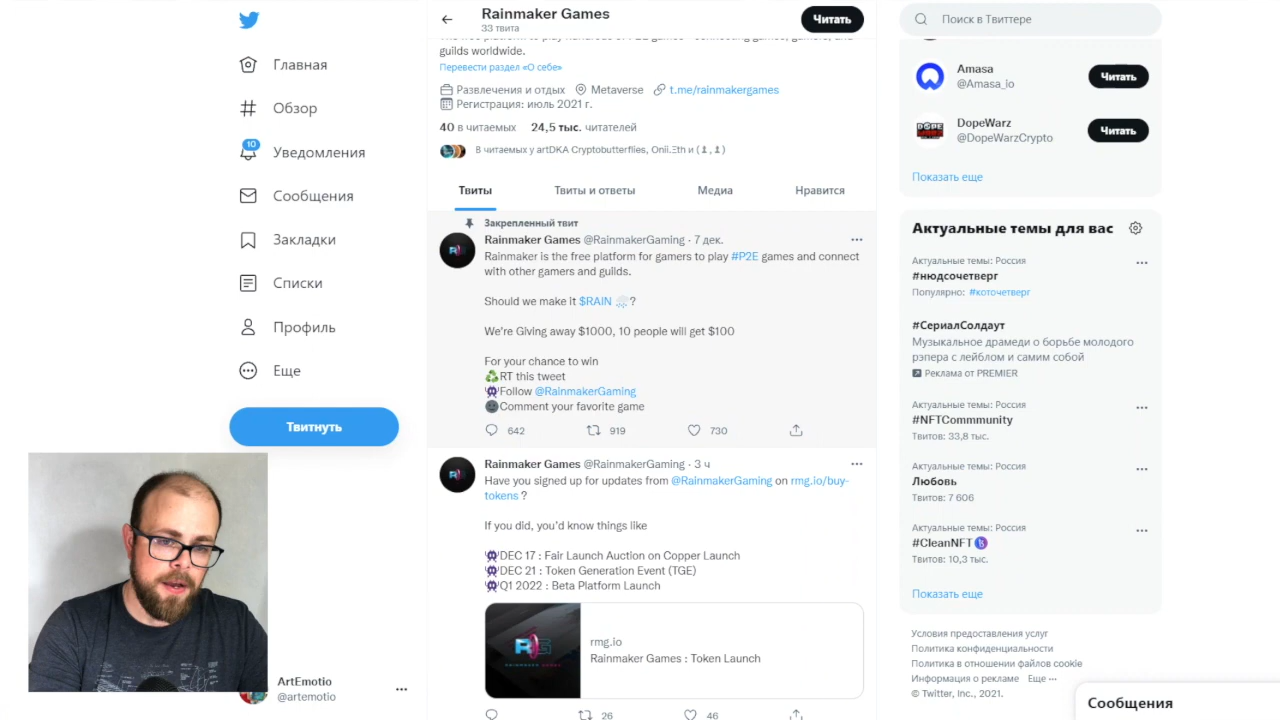 Главная
Обзор
10
Уведомления
Сообщения
Закладки
Списки
Профиль
Еще
Твитнуть
ArtEmotio
@artemotio
Rainmaker Games
33 твита
Читать
guilds worldwide.
Перевести раздел «О себе»
Развлечения и отдых Metaverse t.me/rainmakergames
Регистрация: июль 2021 г.
40 в читаемых 24,5 тыс. читателей
В читаемых у artDKA Cryptobutterflies, Onii.Ξth и
Твиты Твиты и ответы Медиа Нравится
Закрепленный твит
Rainmaker Games @RainmakerGaming · 7 дек.
Rainmaker is the free platform for gamers to play #P2E games and connect
with other gamers and guilds.
Should we make it $RAIN 🌧?
We're Giving away $1000, 10 people will get $100
For your chance to win
♻RT this tweet
👾Follow @RainmakerGaming
🌚Comment your favorite game
642 919 730
Rainmaker Games @RainmakerGaming · 3 ч
Have you signed up for updates from @RainmakerGaming on rmg.io/buy-
tokens ?
If you did, you'd know things like
👾DEC 17 : Fair Launch Auction on Copper Launch
👾DEC 21 : Token Generation Event (TGE)
👾Q1 2022 : Beta Platform Launch
RG
RAINMAKER GAMES
rmg.io
Rainmaker Games : Token Launch
26 46
Поиск в Твиттере
Amasa
@Amasa_io
Читать
DOPE
DopeWarz
@DopeWarzCrypto
Читать
Показать еще
Актуальные темы для вас
Актуальные темы: Россия
#нюдсочетверг
Популярно: #коточетверг
#СериалСолдаут
Музыкальное драмеди о борьбе молодого
рэпера с лейблом и самим собой
Реклама от PREMIER
Актуальные темы: Россия
#NFTCommmunity
Твитов: 33,8 тыс.
Актуальные темы: Россия
Любовь
Твитов: 7 606
Актуальные темы: Россия
#CleanNFT
Твитов: 10,3 тыс.
Показать еще
Условия предоставления услуг
Политика конфиденциальности
Политика в отношении файлов cookie
Информация о рекламе Еще ···
© Twitter, Inc., 2021.
Сообщения